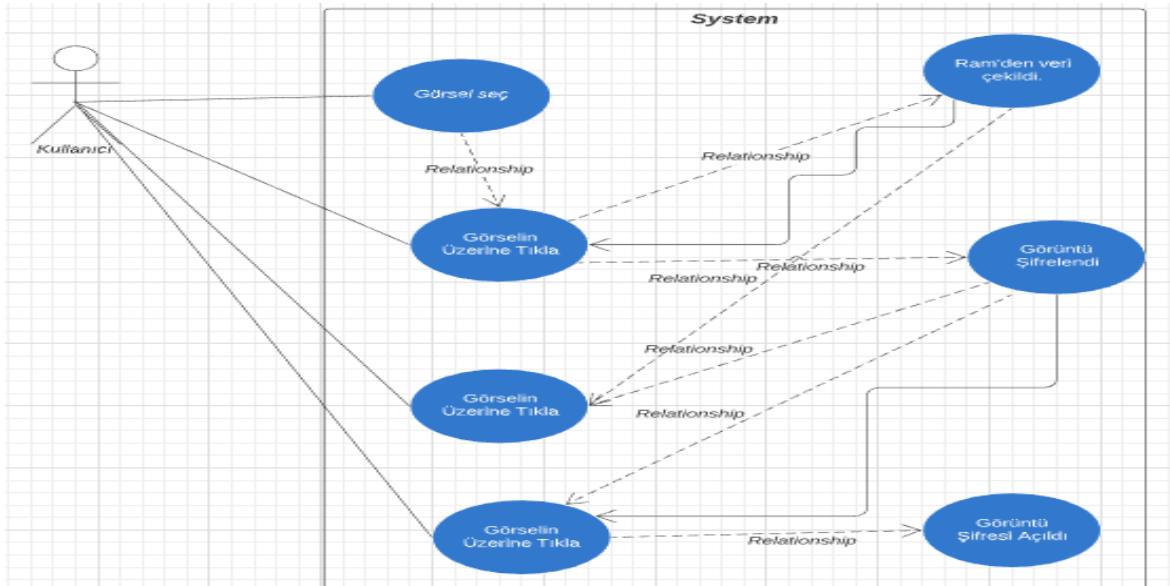 System
Ram'den veri
çekildi.
Görsel seç
Kullanıcı
Relationship
Relationship
Görselin
Üzerine Tıkla
Görüntü
Şifrelendi
Relationship
Relationship
Relationship
Görselin
Üzerine Tıkla
Relationship
Görselin
Üzerine Tıkla
Görüntü
Şifresi Açıldı
Relationship